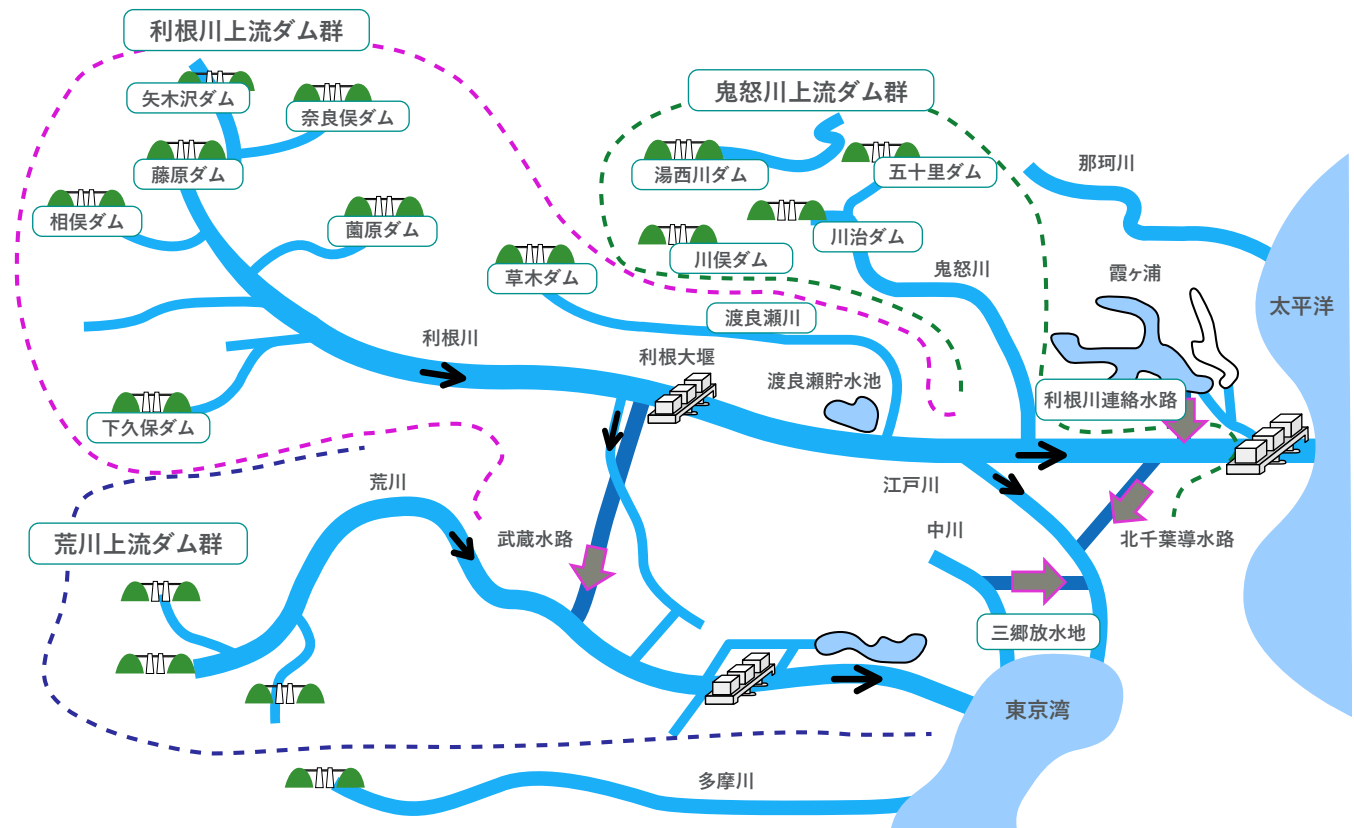 利根川上流ダム群
矢木沢ダム
奈良俣ダム
藤原ダム
相俣ダム
薗原ダム
草木ダム
下久保ダム
鬼怒川上流ダム群
湯西川ダム
五十里ダム
川治ダム
川俣ダム
鬼怒川
那珂川
霞ヶ浦
太平洋
渡良瀬川
利根川
利根大堰
渡良瀬貯水池
利根川連絡水路
荒川
江戸川
中川
武蔵水路
北千葉導水路
荒川上流ダム群
三郷放水地
東京湾
多摩川